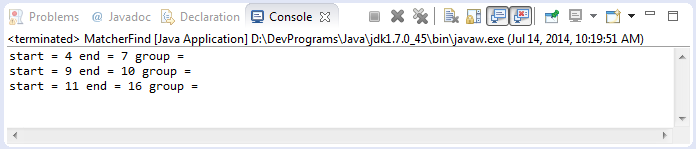 Problems @ Javadoc Declaration Console
<terminated> MatcherFind [Java Application] D:\DevPrograms\Java\jdk1.7.0_45\bin\javaw.exe (Jul 14, 2014, 10:19:51 AM)
start = 4 end = 7 group =
start = 9 end = 10 group =
start = 11 end = 16 group =